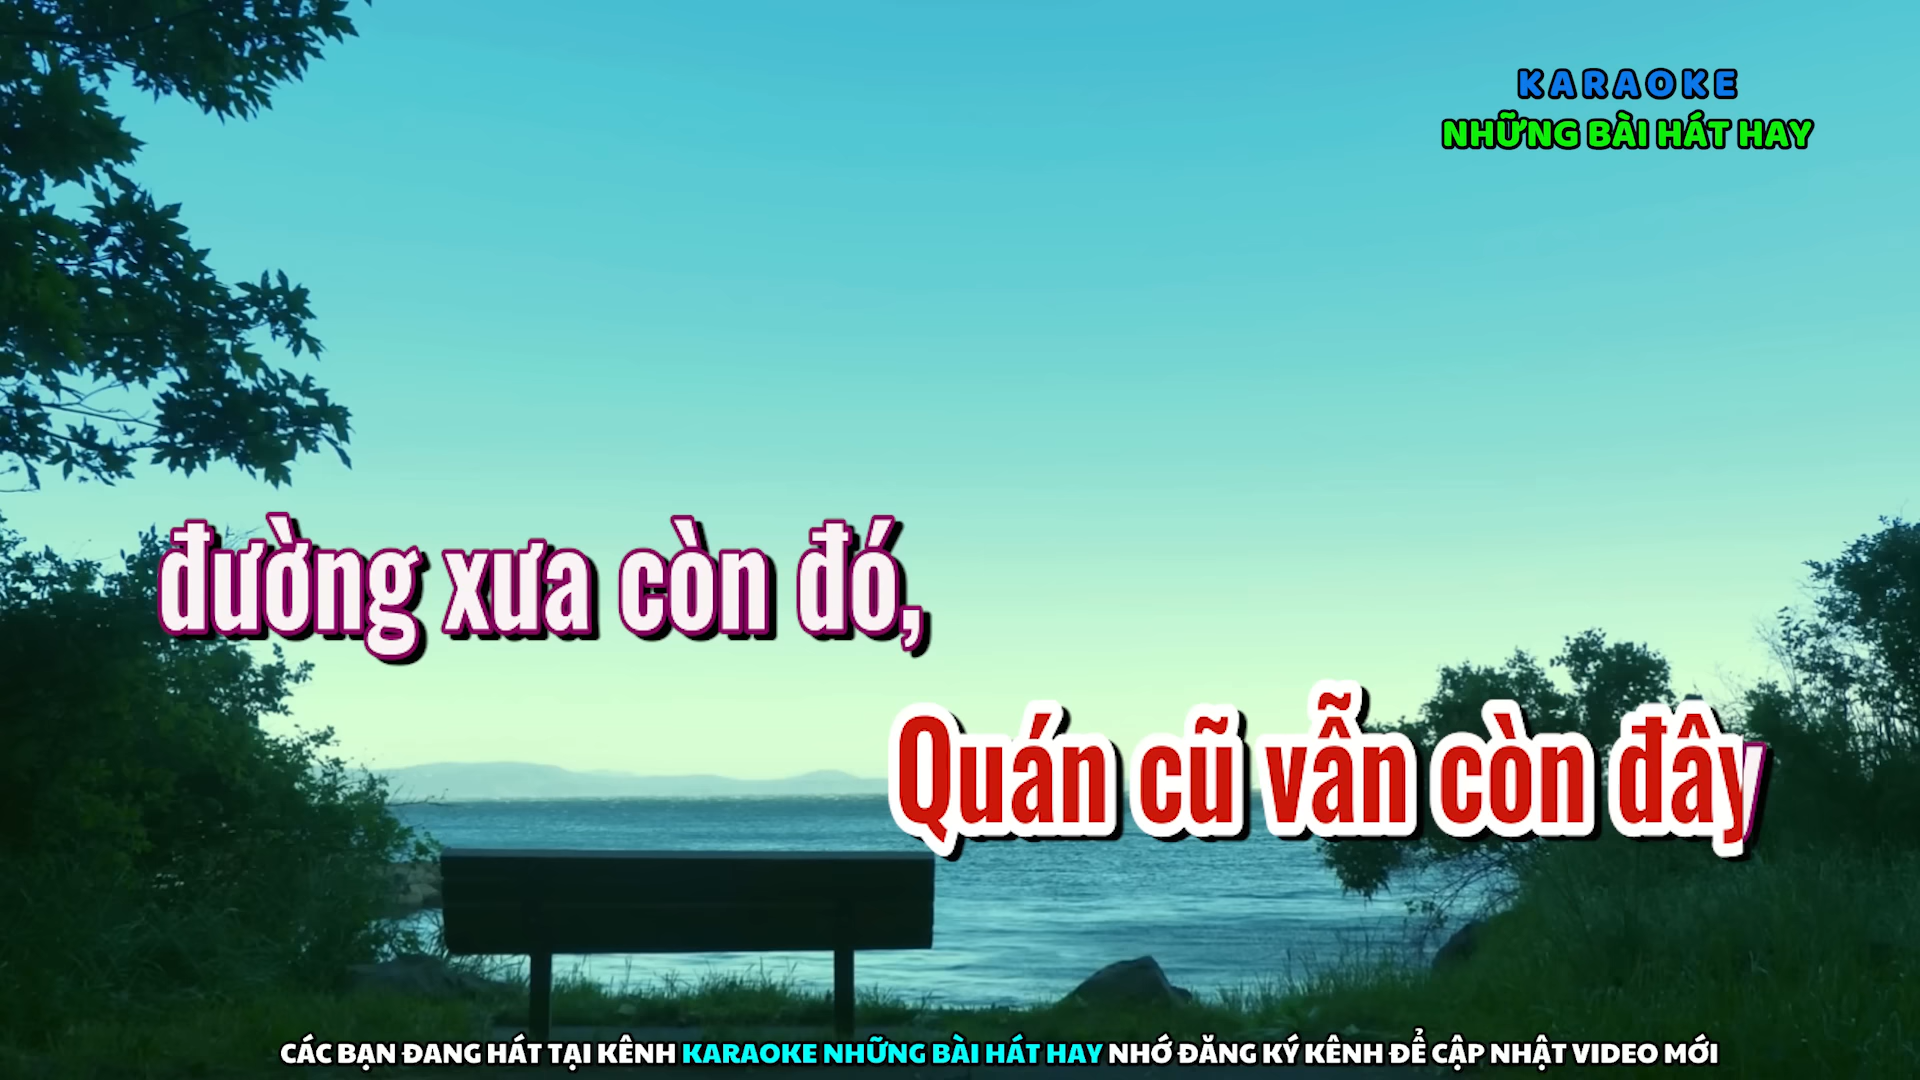 KARAOKE
NHỮNG BÀI HÁT HAY
đường xưa còn đó,
Quán cũ vẫn còn đây
CÁC BẠN ĐANG HÁT TẠI KÊNH KARAOKE NHỮNG BÀI HÁT HAY NHỚ ĐĂNG KÝ KÊNH ĐỂ CẬP NHẬT VIDEO MỚI